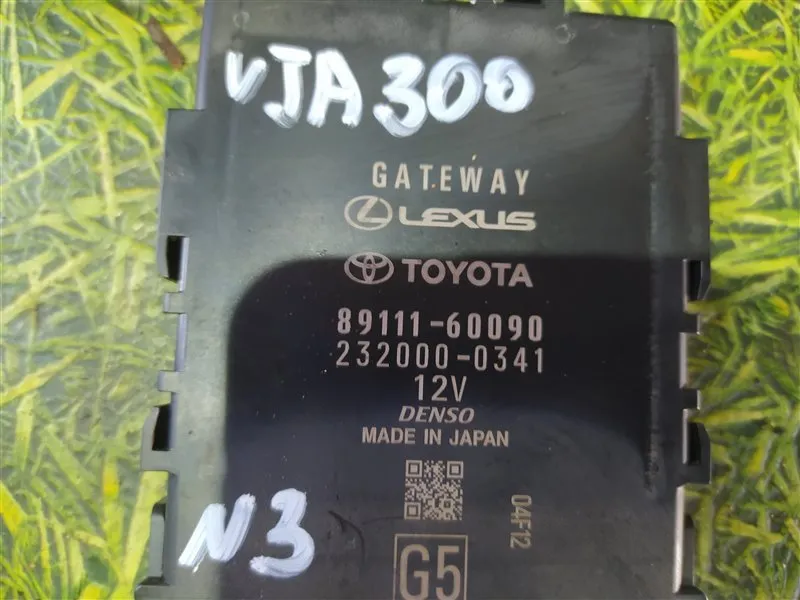 VJA300
GATEWAY
LEXUS
TOYOTA
89111-60090
232000-0341
12V
DENSO
MADE IN JAPAN
04F12
N3
G5